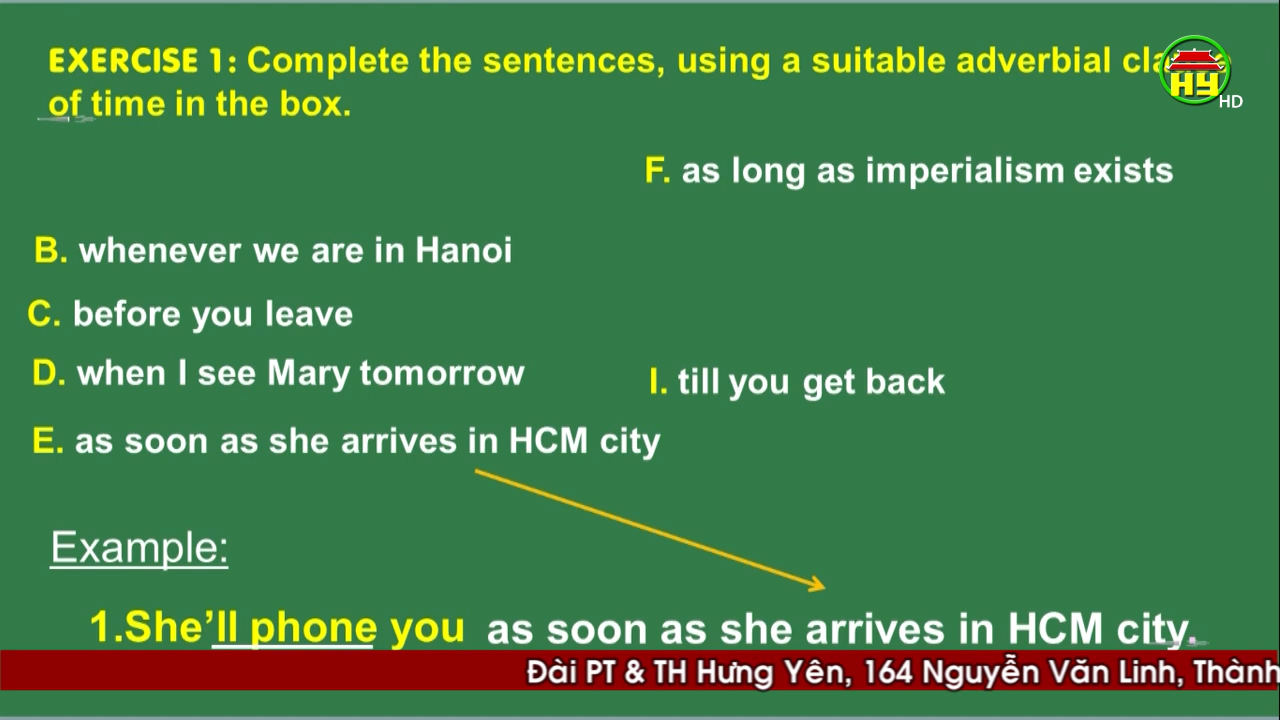 EXERCISE 1: Complete the sentences, using a suitable adverbial
of time in the box.
HY
HD
F. as long as imperialism exists
B. whenever we are in Hanoi
C. before you leave
D. when I see Mary tomorrow
I. till you get back
E. as soon as she arrives in HCM city
Example:
1.She'll phone you as soon as she arrives in HCM city.
Đài PT & TH Hưng Yên, 164 Nguyễn Văn Linh, Thành